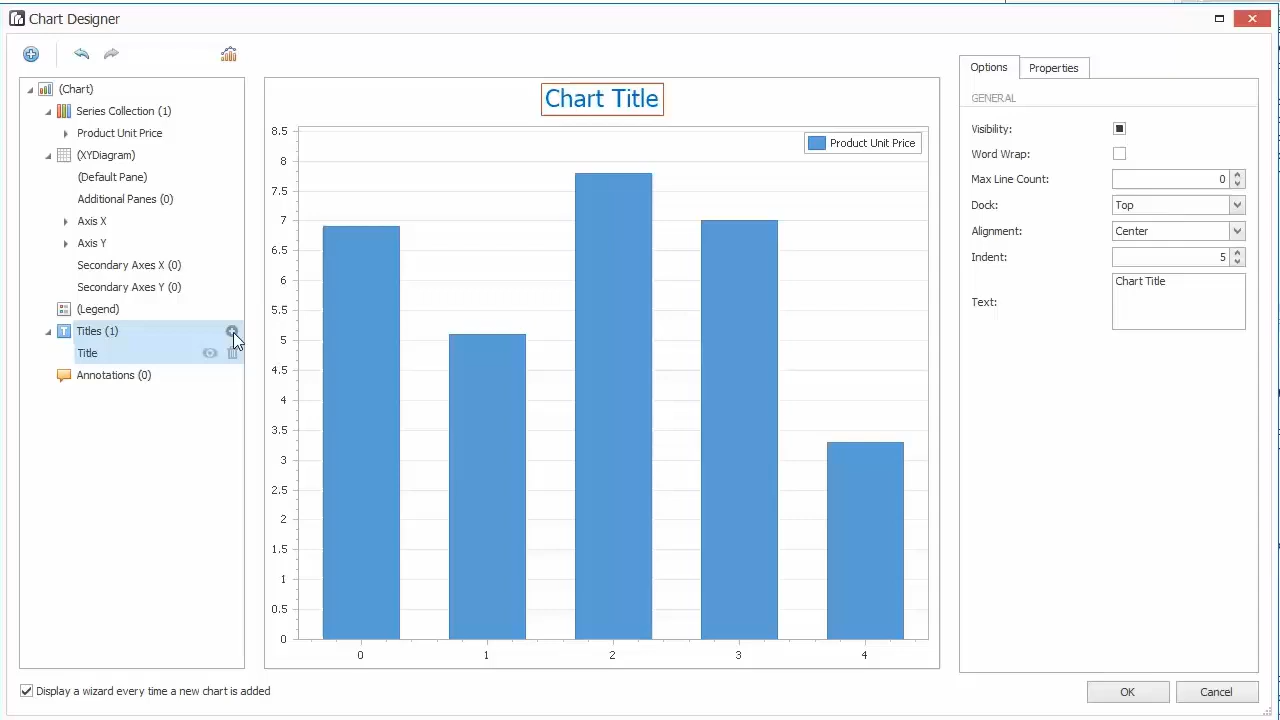 Chart Designer
(Chart)
Series Collection (1)
Product Unit Price
(XYDiagram)
(Default Pane)
Additional Panes (0)
Axis X
Axis Y
Secondary Axes X (0)
Secondary Axes Y (0)
(Legend)
Titles (1)
Title
Annotations (0)
Chart Title
Product Unit Price
8.5
8
7.5
7
6.5
6
5.5
5
4.5
4
3.5
3
2.5
2
1.5
1
0.5
0
0 1 2 3 4
Options Properties
GENERAL
Visibility:
Word Wrap:
Max Line Count: 0
Dock: Top
Alignment: Center
Indent: 5
Text: Chart Title
Display a wizard every time a new chart is added
OK Cancel